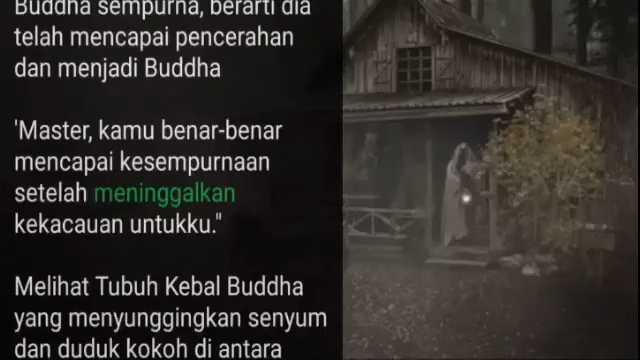 Buddha sempurna, berarti dia
telah mencapai pencerahan
dan menjadi Buddha
'Master, kamu benar-benar
mencapai kesempurnaan
setelah meninggalkan
kekacauan untukku."
Melihat Tubuh Kebal Buddha
yang menyunggingkan senyum
dan duduk kokoh di antara